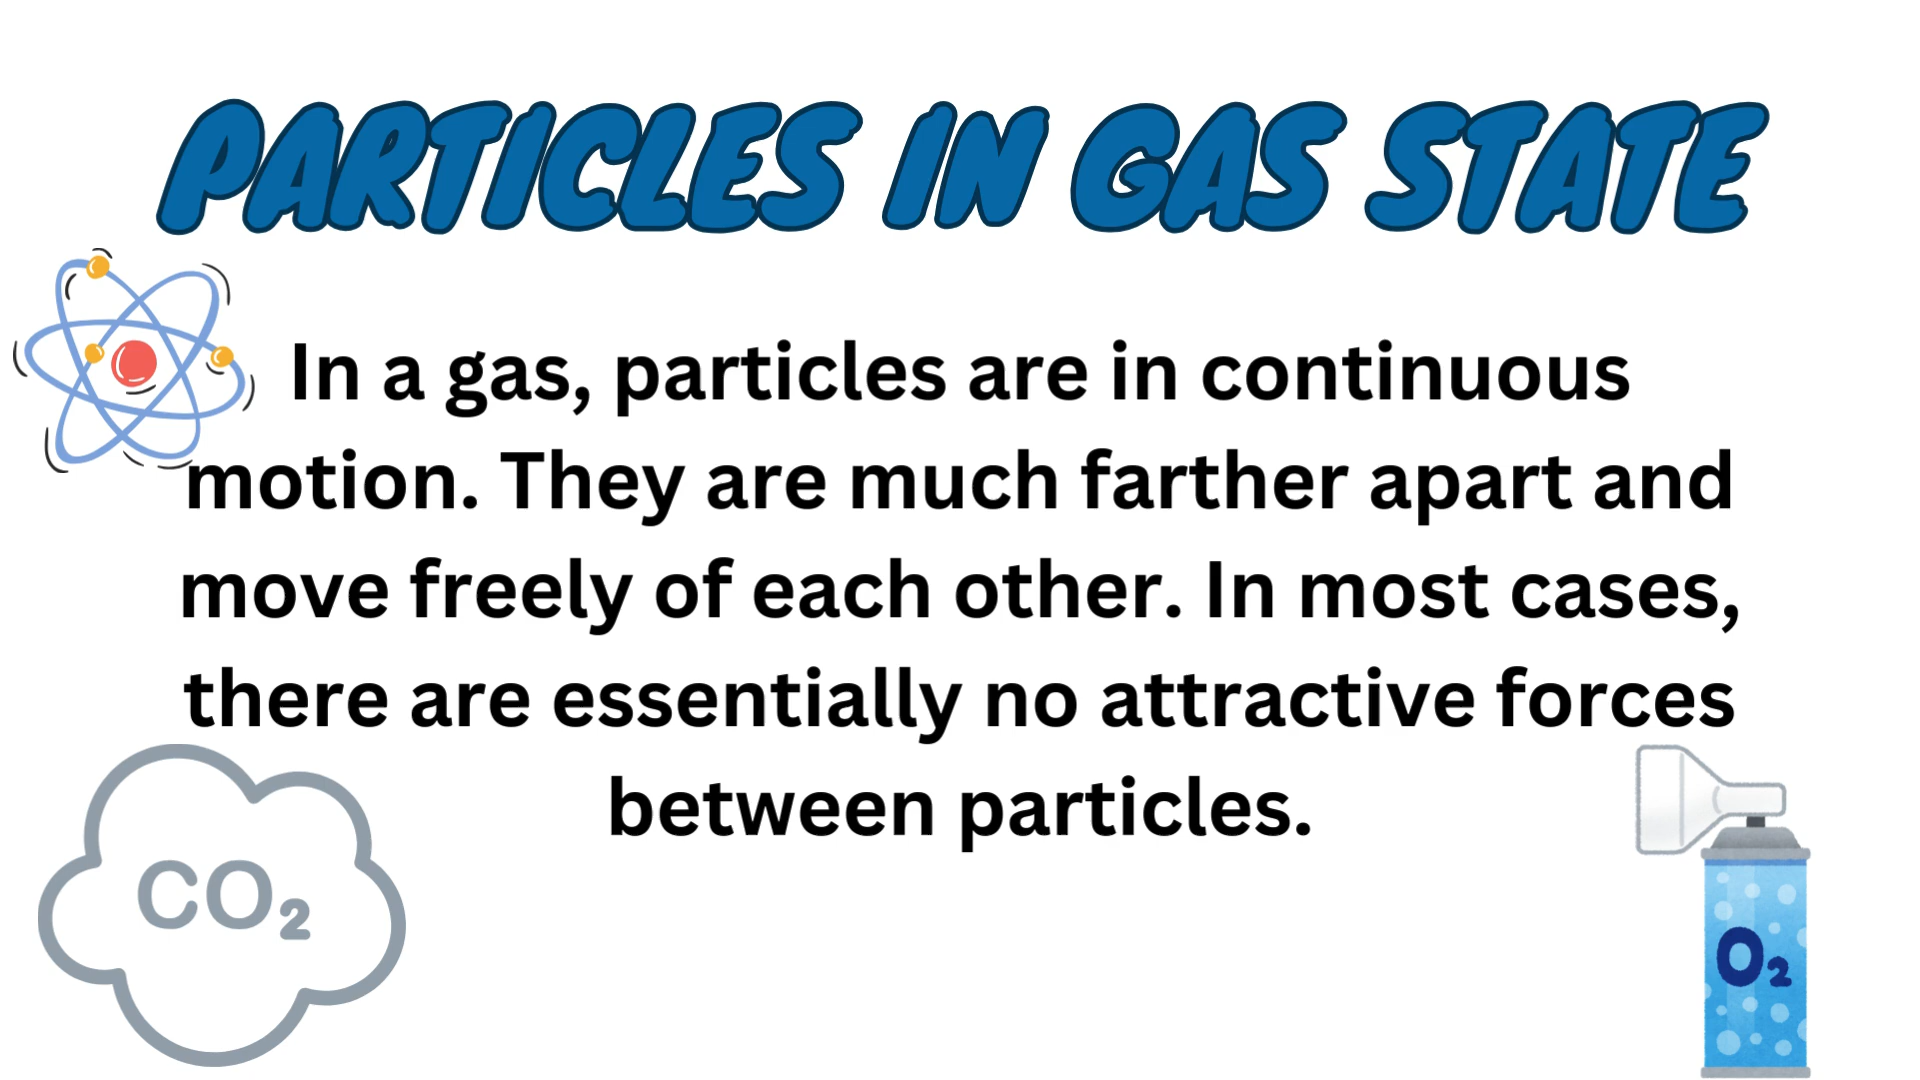 PARTICLES IN GAS STATE
In a gas, particles are in continuous
motion. They are much farther apart and
move freely of each other. In most cases,
there are essentially no attractive forces
between particles.
CO₂
O₂